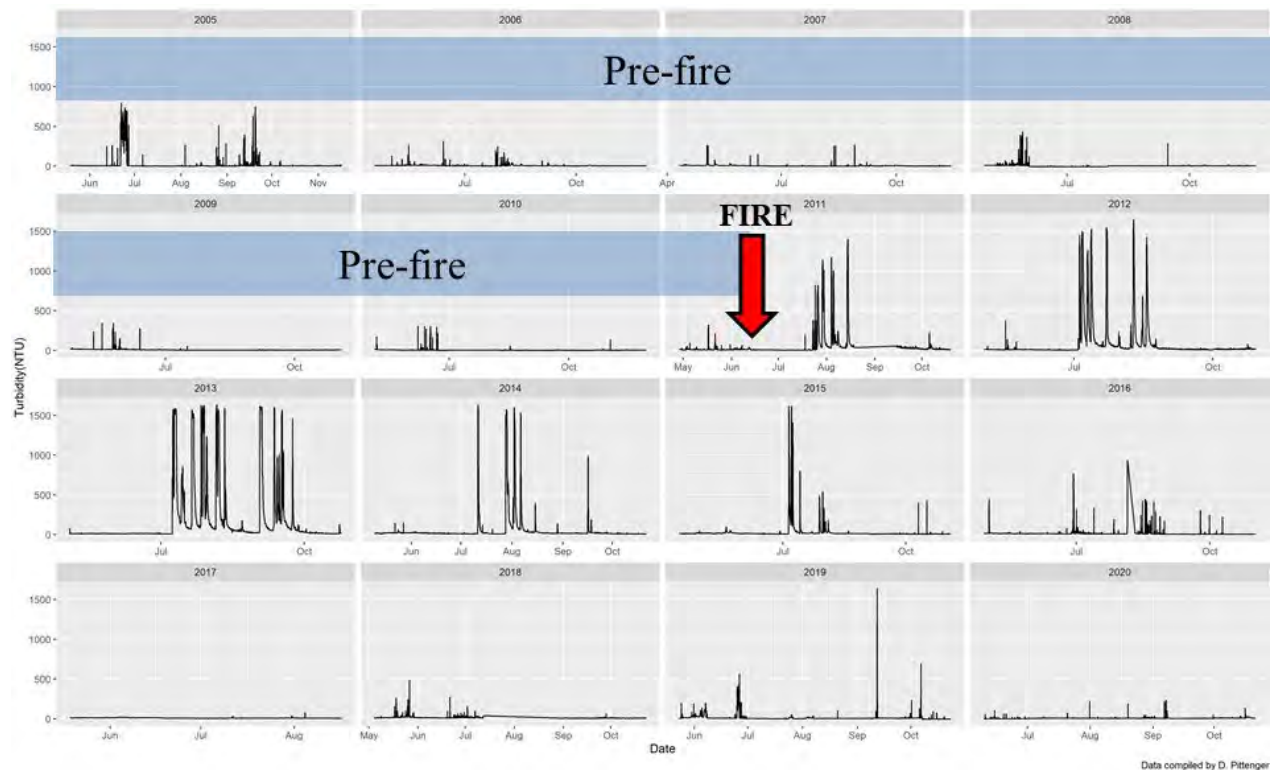 2005 2006 2007 2008
1500
1000
500
0
Pre-fire
Jun Jul Aug Sep Oct Nov Jul Oct Apr Jul Oct Jul Oct
2009 2010 2011 2012
FIRE
1500
1000
500
0
Pre-fire
Jul Oct Jul Oct May Jun Jul Aug Sep Oct Jul Oct
Turbidity(NTU)
2013 2014 2015 2016
1500
1000
500
0
Jul Oct Jun Jul Aug Sep Oct Jul Oct Jul Oct
2017 2018 2019 2020
1500
1000
500
0
Jun Jul Aug May Jun Jul Aug Sep Oct Jun Jul Aug Sep Oct Jun Jul Aug Sep Oct
Date
Data compiled by D. Pittenger